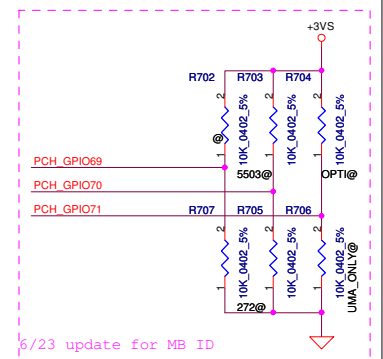 +3VS
R702 R703 R704
2 2 2
10K_0402_5% 10K_0402_5% 10K_0402_5%
@
1 1 1
PCH_GPIO69
5503@ OPTI@
PCH_GPIO70
PCH_GPIO71
R707 R705 R706
2 2 2
10K_0402_5% 10K_0402_5% 10K_0402_5%
UMA_ONLY@
1 1 1
272@
6/23 update for MB ID